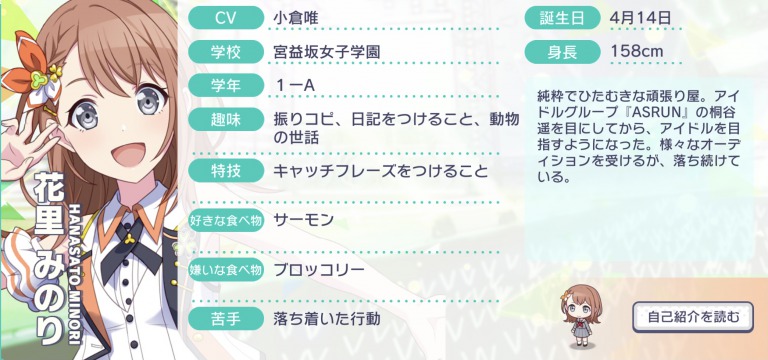 花里 みのり
HANASATO MINORI
CV 小倉唯
学校 宮益坂女子学園
学年 1－A
趣味 振りコピ、日記をつけること、動物
の世話
特技 キャッチフレーズをつけること
好きな食べ物 サーモン
嫌いな食べ物 ブロッコリー
苦手 落ち着いた行動
誕生日 4月14日
身長 158cm
純粋でひたむきな頑張り屋。アイ
ドルグループ『ASRUN』の桐谷
遥を目にしてから、アイドルを目
指すようになった。様々なオーデ
ィションを受けるが、落ち続けて
いる。
自己紹介を読む